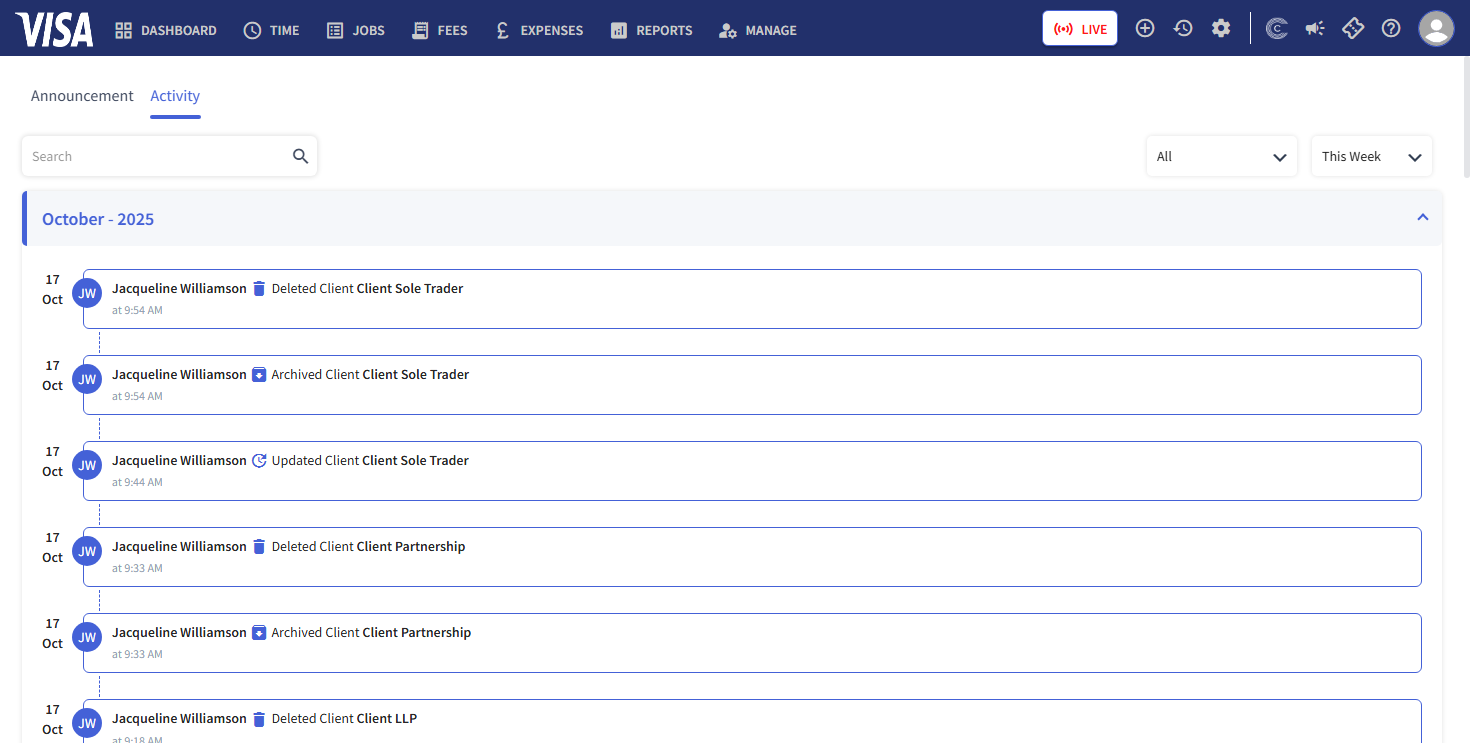 VISA DASHBOARD TIME JOBS FEES £ EXPENSES REPORTS MANAGE LIVE C ?
Announcement Activity
Search All This Week
October - 2025
17 Oct JW Jacqueline Williamson Deleted Client Client Sole Trader
at 9:54 AM
17 Oct JW Jacqueline Williamson Archived Client Client Sole Trader
at 9:54 AM
17 Oct JW Jacqueline Williamson Updated Client Client Sole Trader
at 9:44 AM
17 Oct JW Jacqueline Williamson Deleted Client Client Partnership
at 9:33 AM
17 Oct JW Jacqueline Williamson Archived Client Client Partnership
at 9:33 AM
17 Oct JW Jacqueline Williamson Deleted Client Client LLP
at 9:18 AM